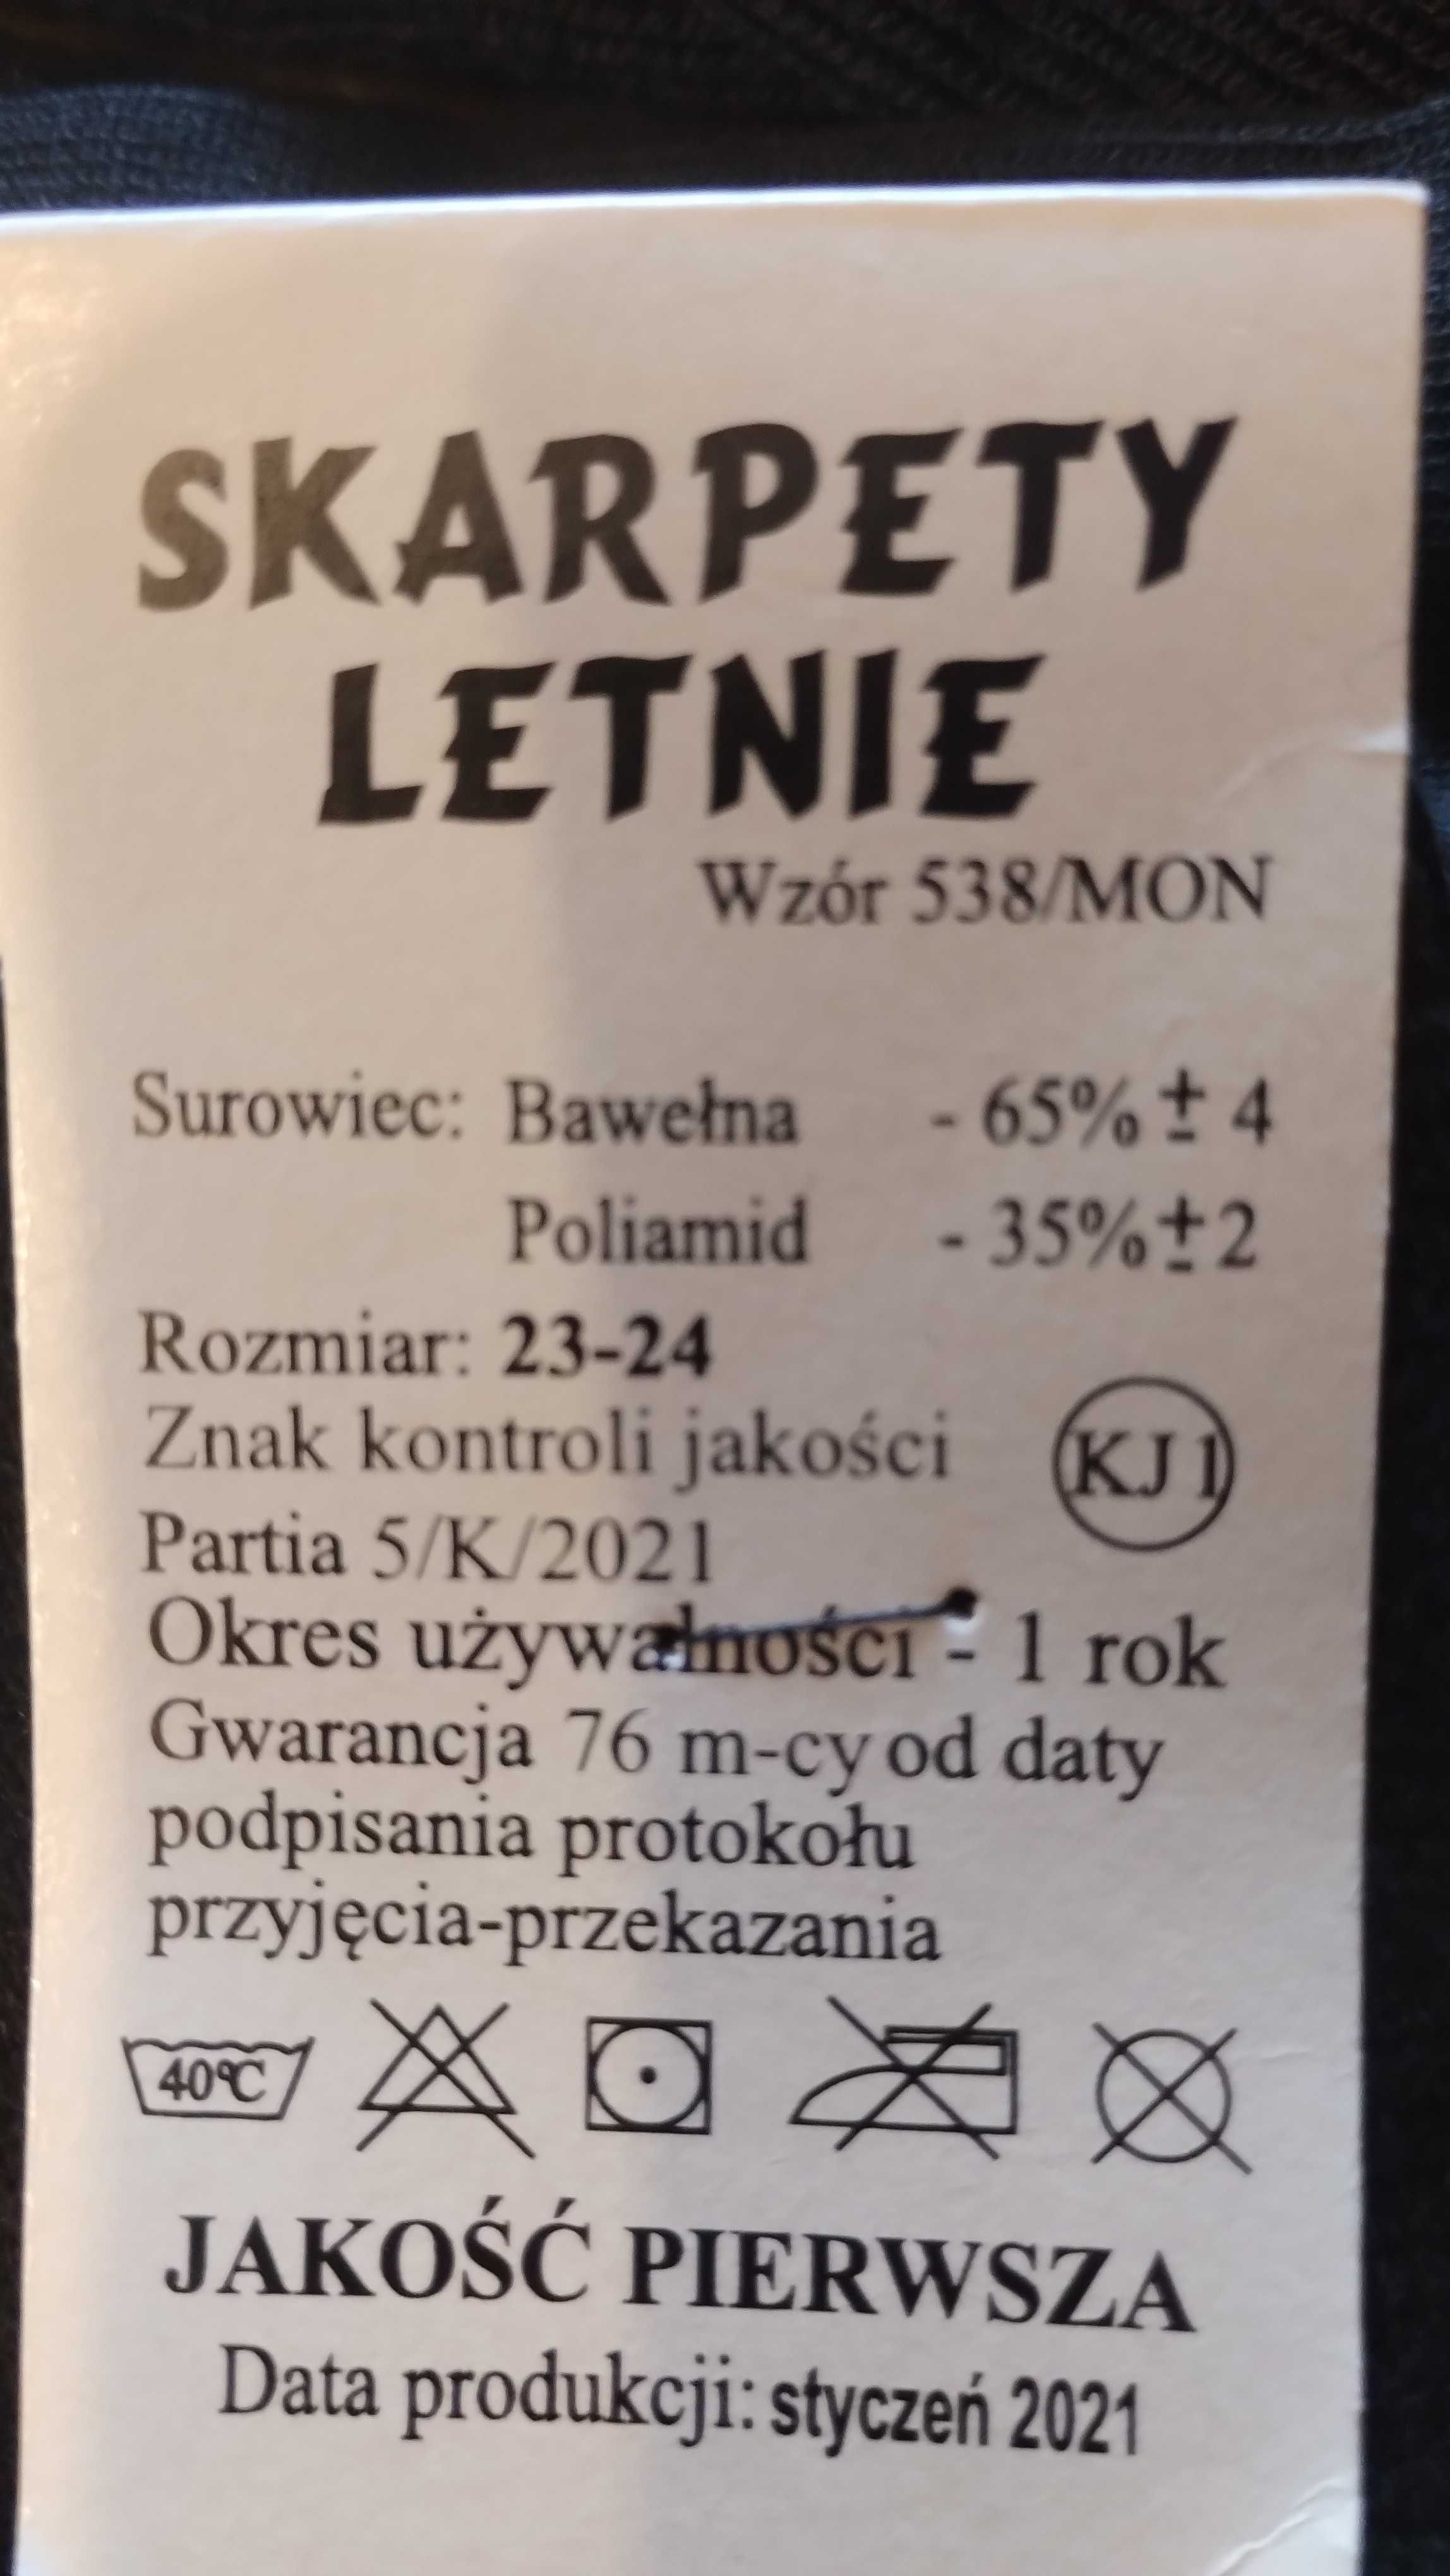 SKARPETY
LETNIE
Wzór 538/MON
Surowiec: Bawełna - 65% ± 4
Poliamid - 35% ± 2
Rozmiar: 23-24
Znak kontroli jakości KJ1
Partia 5/K/2021
Okres używalności - 1 rok
Gwarancja 76 m-cy od daty
podpisania protokołu
przyjęcia-przekazania
40°C
JAKOŚĆ PIERWSZA
Data produkcji: styczeń 2021